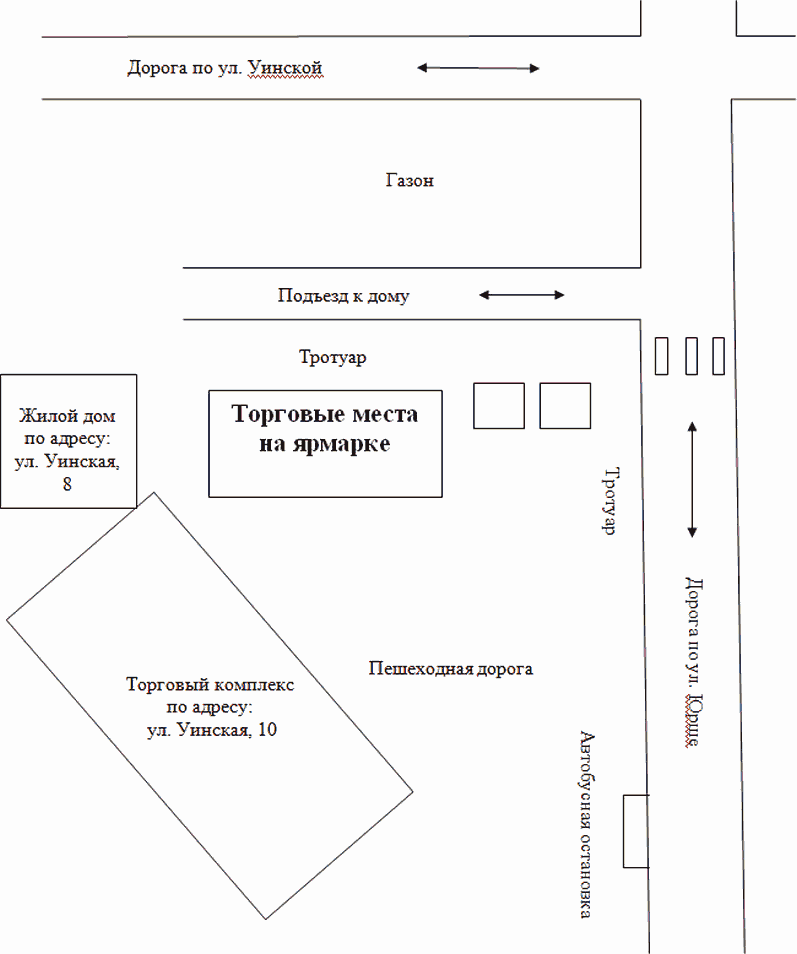 Дорога по ул. Уинской
Газон
Подъезд к дому
Тротуар
Торговые места
на ярмарке
Жилой дом
по адресу:
ул. Уинская,
8
Тротуар
Дорога по ул. Юрше
Пешеходная дорога
Торговый комплекс
по адресу:
ул. Уинская, 10
Автобусная остановка